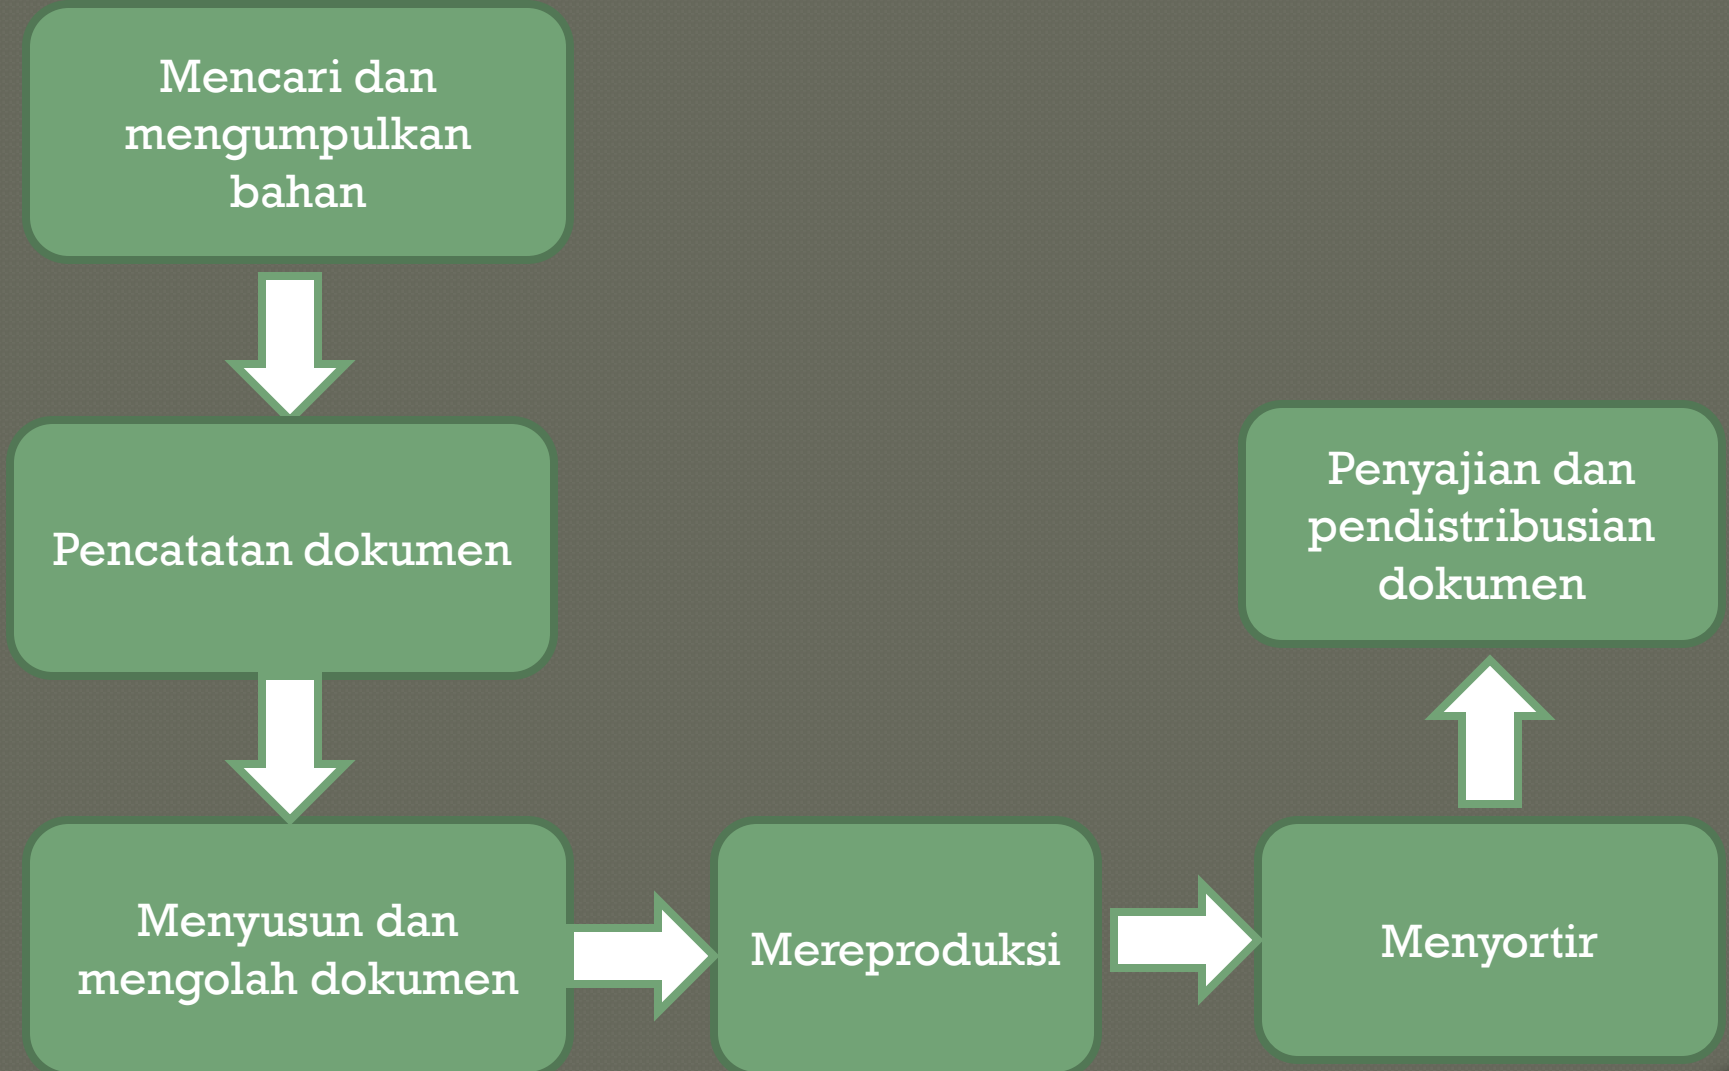 Mencari dan
mengumpulkan
bahan
Pencatatan dokumen
Menyusun dan
mengolah dokumen
Mereproduksi
Menyortir
Penyajian dan
pendistribusian
dokumen